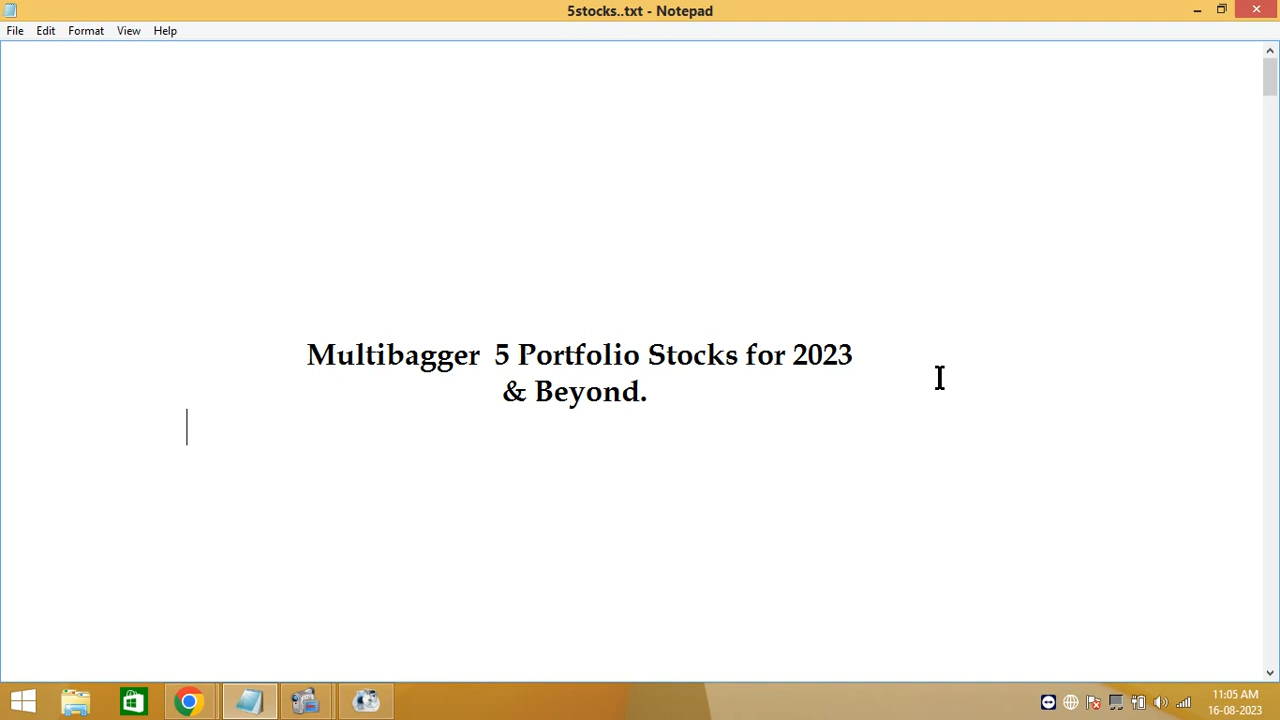 5stocks..txt - Notepad
File Edit Format View Help
Multibagger  5 Portfolio Stocks for 2023
& Beyond.
11:05 AM
16-08-2023